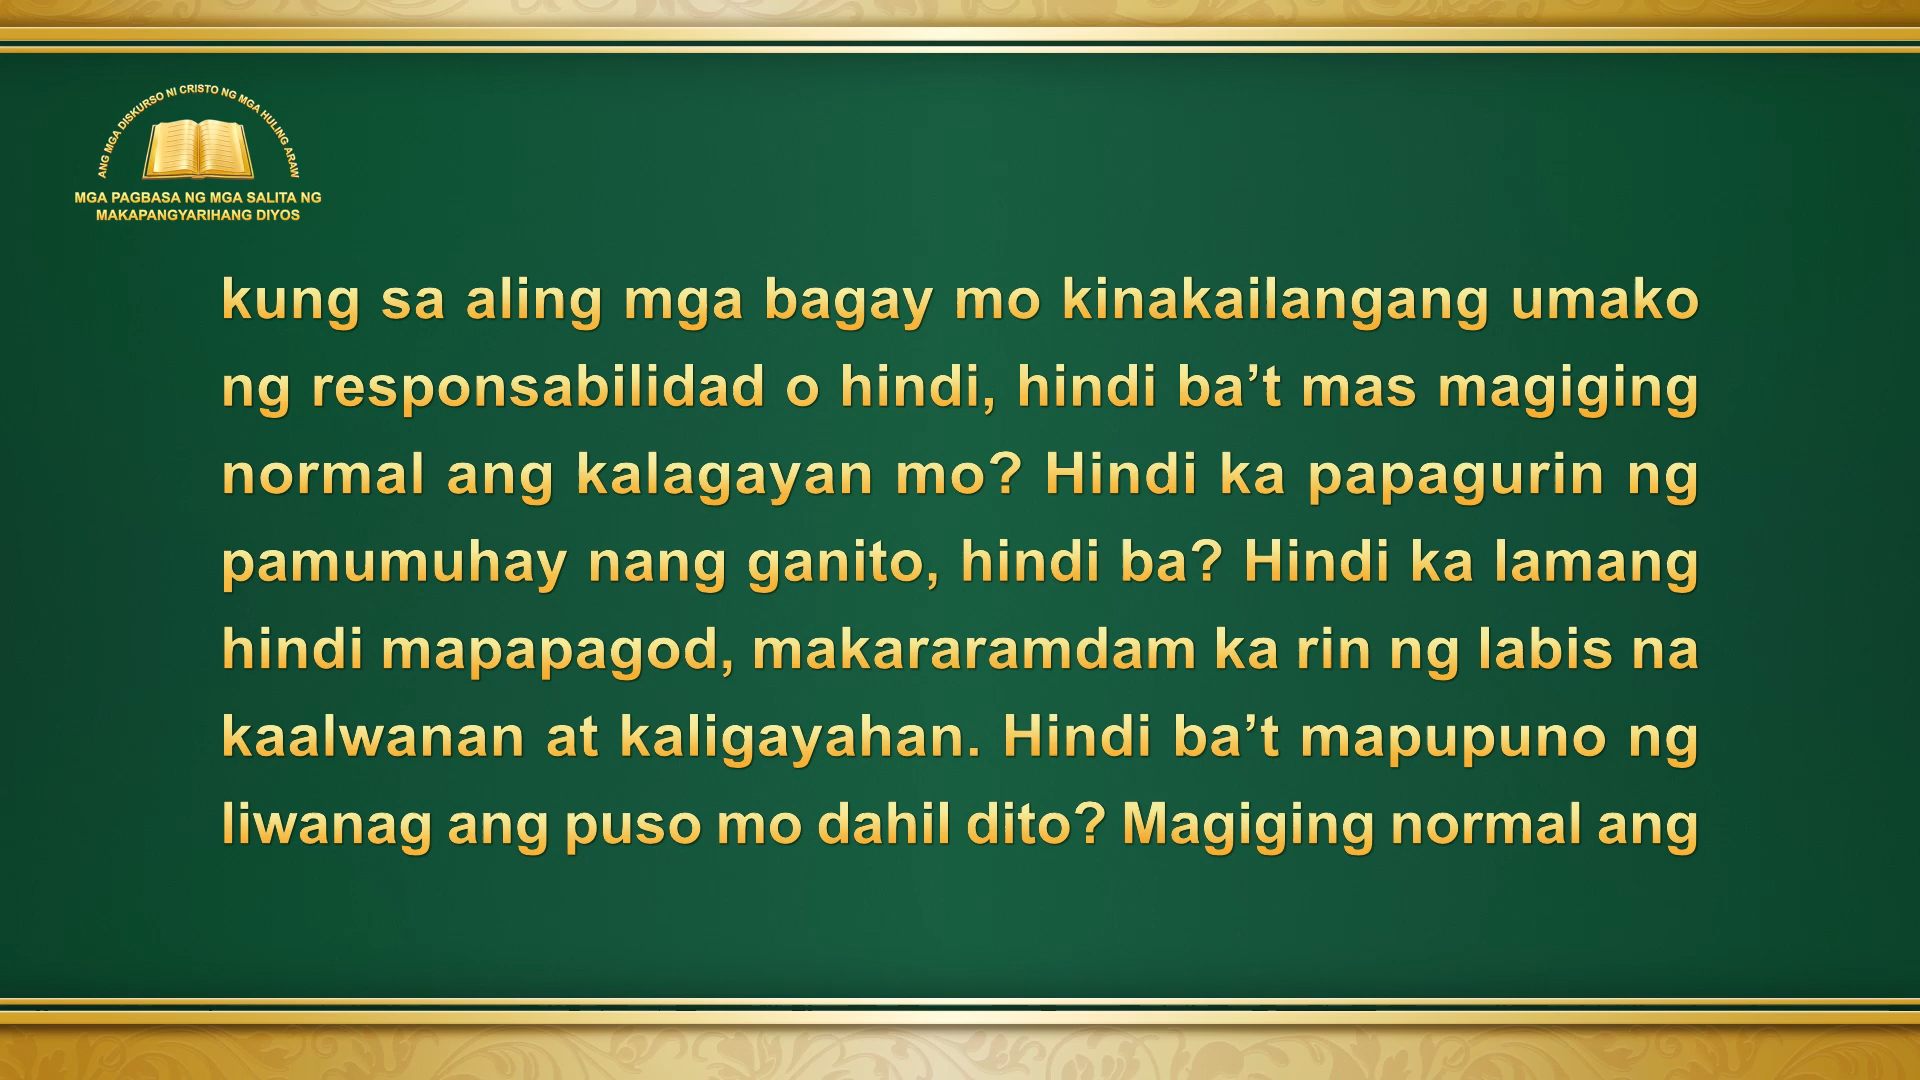 ANG MGA DISKURSO NI CRISTO NG MGA HULING ARAW
MGA PAGBASA NG MGA SALITA NG
MAKAPANGYARIHANG DIYOS
kung sa aling mga bagay mo kinakailangang umako
ng responsabilidad o hindi, hindi ba’t mas magiging
normal ang kalagayan mo? Hindi ka papagurin ng
pamumuhay nang ganito, hindi ba? Hindi ka lamang
hindi mapapagod, makararamdam ka rin ng labis na
kaalwanan at kaligayahan. Hindi ba’t mapupuno ng
liwanag ang puso mo dahil dito? Magiging normal ang